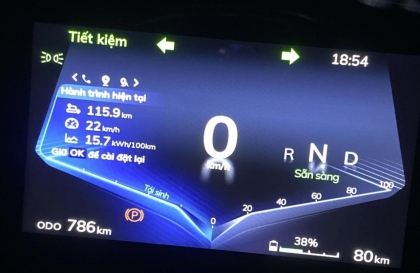 Tiết kiệm
18:54
Hành trình hiện tại
115.9 km
22 km/h
15.7 kWh/100km
Giữ OK để cài đặt lại
0
km/h
R N D
Sẵn sàng
Tái sinh
0 20 40 60 80 100
P
ODO 786 km
38%
80 km